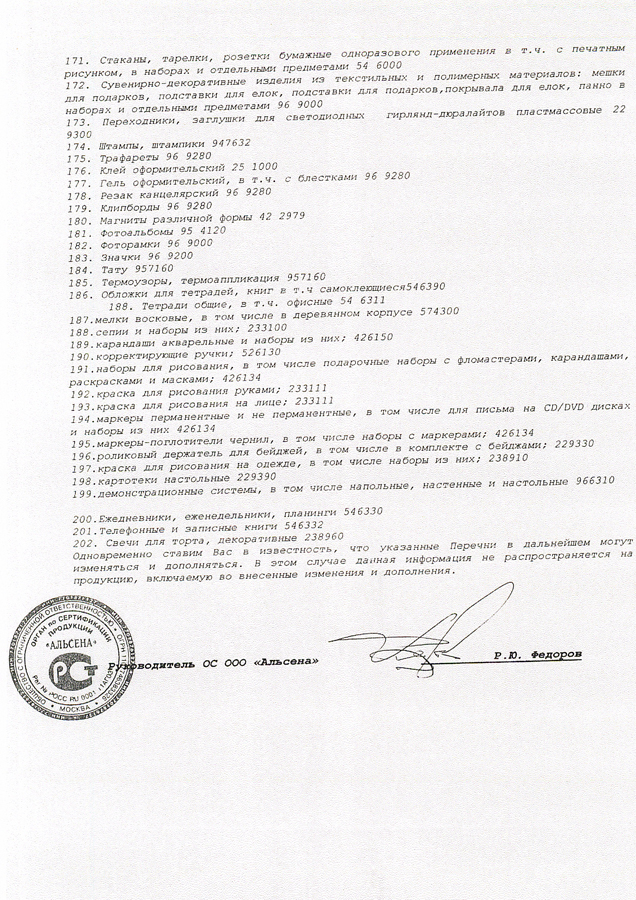 171. Стаканы, тарелки, розетки бумажные одноразового применения в т.ч. с печатным
рисунком, в наборах и отдельными предметами 54 6000
172. Сувенирно-декоративные изделия из текстильных и полимерных материалов: мешки
для подарков, подставки для елок, подставки для подарков,покрывала для елок, панно в
наборах и отдельными предметами 96 9000
173. Переходники, заглушки для светодиодных гирлянд-дюралайтов пластмассовые 22
9300
174. Штампы, штампики 947632
175. Трафареты 96 9280
176. Клей оформительский 25 1000
177. Гель оформительский, в т.ч. с блестками 96 9280
178. Резак канцелярский 96 9280
179. Клипборды 96 9280
180. Магниты различной формы 42 2979
181. Фотоальбомы 95 4120
182. Фоторамки 96 9000
183. Значки 96 9200
184. Тату 957160
185. Термоузоры, термоаппликация 957160
186. Обложки для тетрадей, книг в т.ч самоклеющиеся546390
188. Тетради общие, в т.ч. офисные 54 6311
187.мелки восковые, в том числе в деревянном корпусе 574300
188.сепии и наборы из них; 233100
189.карандаши акварельные и наборы из них; 426150
190.корректирующие ручки; 526130
191.наборы для рисования, в том числе подарочные наборы с фломастерами, карандашами,
раскрасками и масками; 426134
192.краска для рисования руками; 233111
193.краска для рисования на лице; 233111
194.маркеры перманентные и не перманентные, в том числе для письма на CD/DVD дисках
и наборы из них 426134
195.маркеры-поглотители чернил, в том числе наборы с маркерами; 426134
196.роликовый держатель для бейджей, в том числе в комплекте с бейджами; 229330
197.краска для рисования на одежде, в том числе наборы из них; 238910
198.картотеки настольные 229390
199.демонстрационные системы, в том числе напольные, настенные и настольные 966310
200.Ежедневники, еженедельники, планинги 546330
201.Телефонные и записные книги 546332
202. Свечи для торта, декоративные 238960
Одновременно ставим Вас в известность, что указанные Перечни в дальнейшем могут
изменяться и дополняться. В этом случае данная информация не распространяется на
продукцию, включаемую во внесенные изменения и дополнения.
ОБЩЕСТВО С ОГРАНИЧЕННОЙ ОТВЕТСТВЕННОСТЬЮ
ОРГАН ПО СЕРТИФИКАЦИИ
ПРОДУКЦИИ
"АЛЬСЕНА"
РСТ
МОСКВА
Руководитель ОС ООО «Альсена»
Р.Ю. Федоров